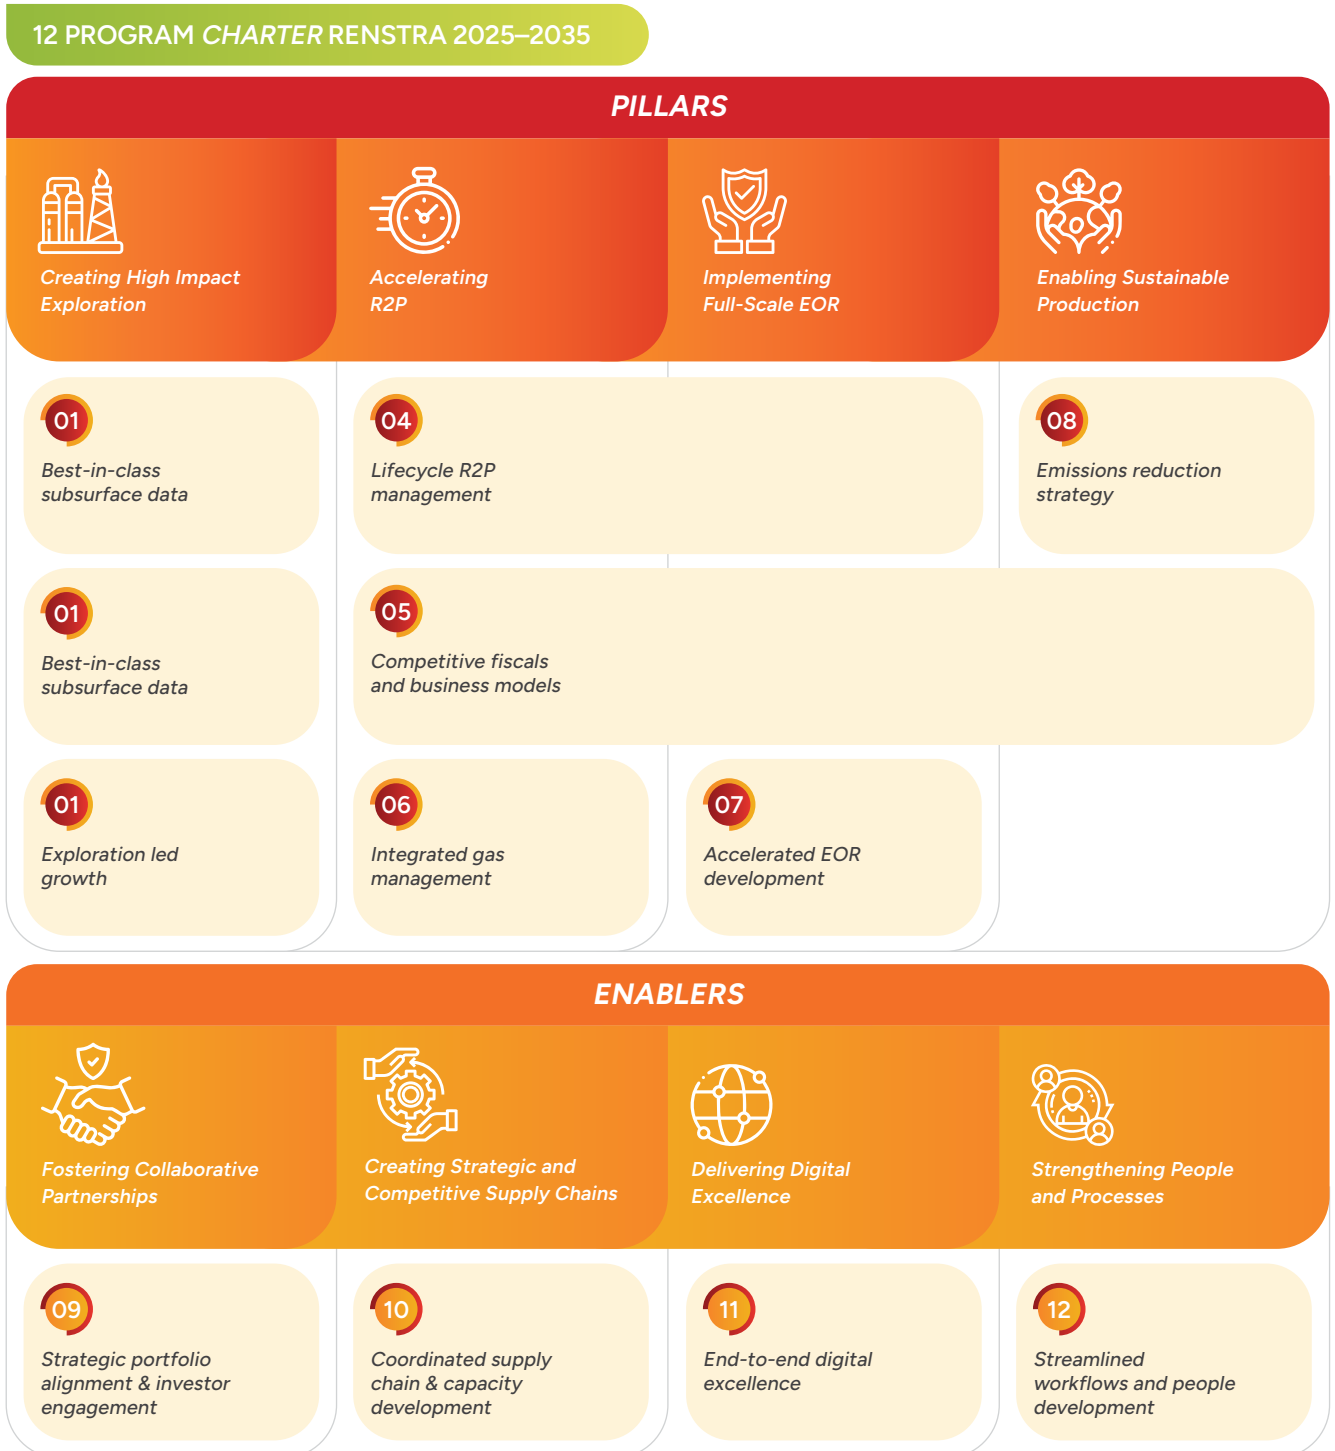 12 PROGRAM CHARTER RENSTRA 2025–2035
PILLARS
Creating High Impact
Exploration
Accelerating
R2P
Implementing
Full-Scale EOR
Enabling Sustainable
Production
01
Best-in-class
subsurface data
04
Lifecycle R2P
management
08
Emissions reduction
strategy
01
Best-in-class
subsurface data
05
Competitive fiscals
and business models
01
Exploration led
growth
06
Integrated gas
management
07
Accelerated EOR
development
ENABLERS
Fostering Collaborative
Partnerships
Creating Strategic and
Competitive Supply Chains
Delivering Digital
Excellence
Strengthening People
and Processes
09
Strategic portfolio
alignment & investor
engagement
10
Coordinated supply
chain & capacity
development
11
End-to-end digital
excellence
12
Streamlined
workflows and people
development